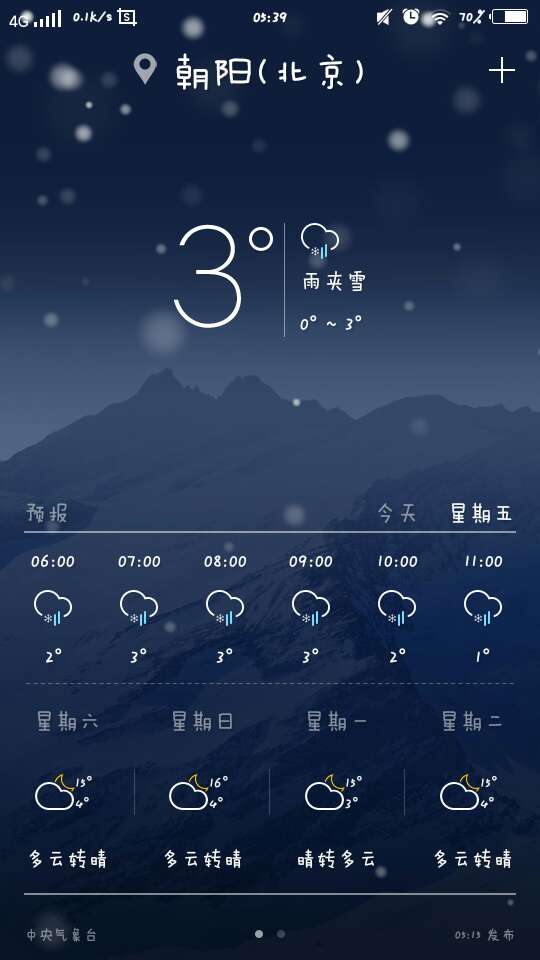 4G 0.1k/s 05:39 70%
朝阳(北京)
3°
雨夹雪
0° ~ 3°
预报 今天 星期五
06:00 07:00 08:00 09:00 10:00 11:00
2° 3° 3° 3° 2° 1°
星期六 星期日 星期一 星期二
15° 16° 15° 15°
4° 4° 3° 4°
多云转晴 多云转晴 晴转多云 多云转晴
中央气象台 05:15 发布